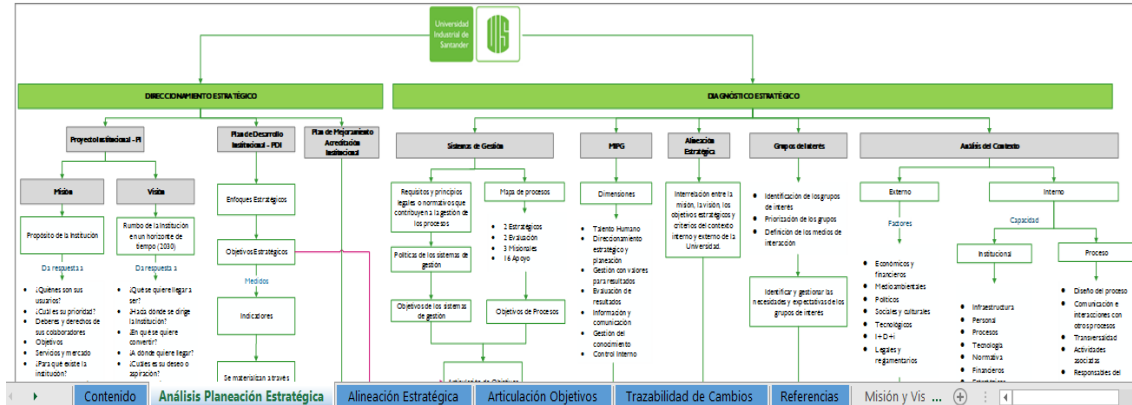 Universidad
Industrial de
Santander
DIRECCIONAMIENTO ESTRATÉGICO
DIAGNÓSTICO ESTRATÉGICO
Proyecto Institucional - PI
Plan de Desarrollo
Institucional - PDI
Plan de Mejoramiento
Acreditación
Institucional
Sistemas de Gestión
MIPG
Alineación
Estratégica
Grupos de Interés
Análisis del Contexto
Misión
Visión
Propósito de la Institución
Rumbo de la Institución
en un horizonte de
tiempo (2030)
Da respuesta a
Da respuesta a
¿Quiénes son sus
usuarios?
¿Cuál es su prioridad?
Deberes y derechos de
sus colaboradores
Objetivos
Servicios y mercado
¿Para que existe la
institución?
¿Qué se quiere llegar a
ser?
¿Hacia dónde se dirige
la Institución?
¿En qué se quiere
convertir?
¿A dónde quiere llegar?
¿Cuál es su deseo o
aspiración?
Enfoques Estratégicos
Objetivos Estratégicos
Medidos
Indicadores
Se materializan a través
Requisitos y principios
legales o normativos que
contribuyen a la gestión de
los procesos
Políticas de los sistemas de
gestión
Objetivos de los sistemas
de gestión
Mapa de procesos
2 Estratégicos
2 Evaluación
3 Misionales
16 Apoyo
Objetivos de Procesos
Articulación de Objetivos
Dimensiones
Talento Humano
Direccionamiento
estratégico y
planeación
Gestión con valores
para resultados
Evaluación de
resultados
Información y
comunicación
Gestión del
conocimiento
Control Interno
Interrelación entre la
misión, la visión, los
objetivos estratégicos y
criterios del contexto
interno y externo de la
Universidad.
Identificación de los grupos
de interés
Priorización de los grupos
Definición de los medios de
interacción
Identificar y gestionar las
necesidades y expectativas de los
grupos de interés
Externo
Factores
Económicos y
financieros
Medioambientales
Políticos
Sociales y culturales
Tecnológicos
I+D+i
Legales y
reglamentarios
Interno
Capacidad
Institucional
Infraestructura
Personal
Procesos
Tecnología
Normativa
Financieros
Proceso
Diseño del proceso
Comunicación e
interacciones con
otros procesos
Transversalidad
Actividades
asociadas
Responsables del
Contenido
Análisis Planeación Estratégica
Alineación Estratégica
Articulación Objetivos
Trazabilidad de Cambios
Referencias
Misión y Vis ...